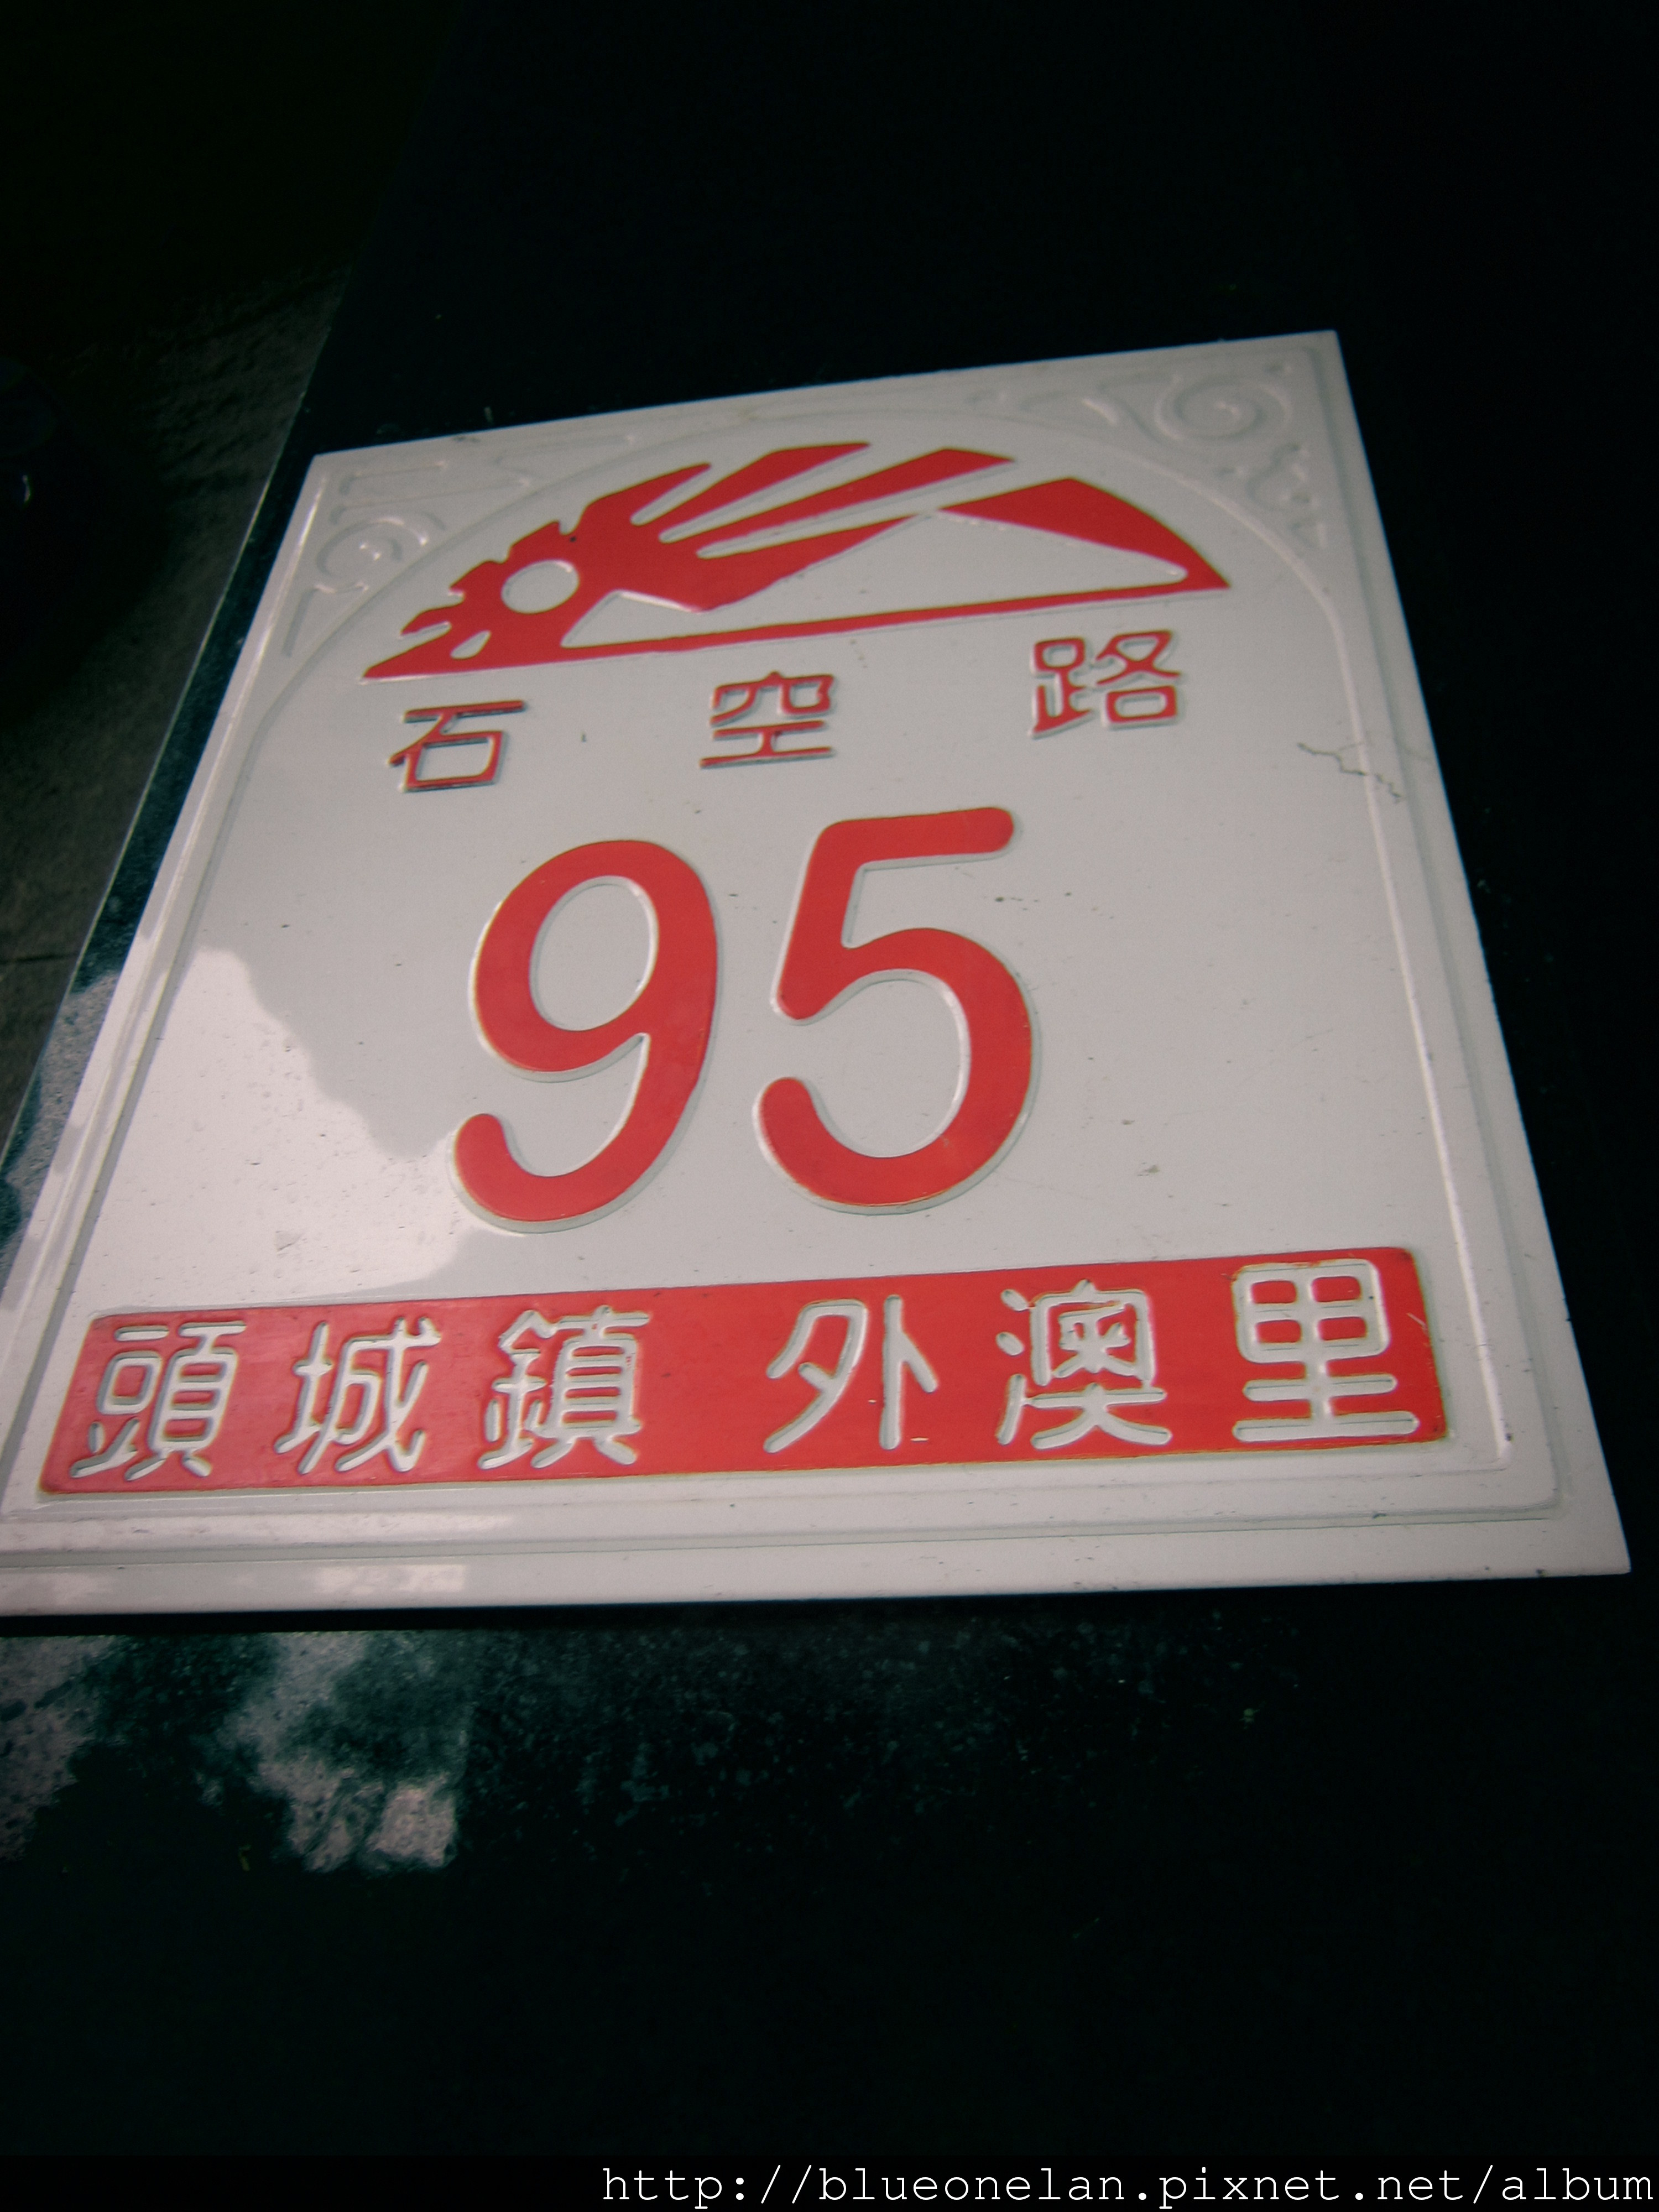 石空路
95
頭城鎮 外澳里
http://blueonelan.pixnet.net/album